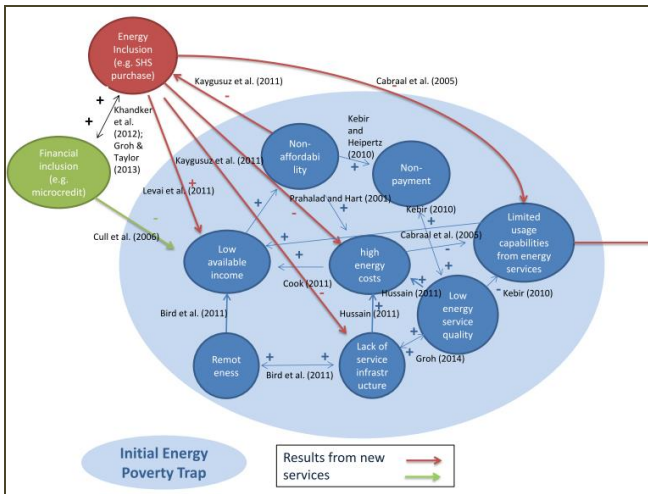 Energy
Inclusion
(e.g. SHS
purchase)
Kaygusuz et al. (2011)
-
Cabraal et al. (2005)
-
+
+
Khandker
et al.
(2012);
Groh &
Taylor
(2013)
Financial
inclusion
(e.g.
microcredit)
Kaygusuz et al. (2011)
Levai et al. (2011)
+
-
Cull et al. (2006)
-
Non-
affordabi
lity
Kebir
and
Heipertz
(2010)
+
Non-
payment
Prahalad and Hart (2001)
+
+
Kebir (2010)
+
Cabraal et al. (2005)
-
+
Limited
usage
capabilities
from energy
services
Low
available
income
+
+
Cook (2011)
high
energy
costs
Hussain (2011)
+
+
Kebir (2010)
-
Low
energy
service
quality
Bird et al. (2011)
+
-
Hussain (2011)
+
Remot
eness
+
+
Bird et al. (2011)
Lack of
service
infrastr
ucture
+
+
Groh (2014)
Initial Energy
Poverty Trap
Results from new
services